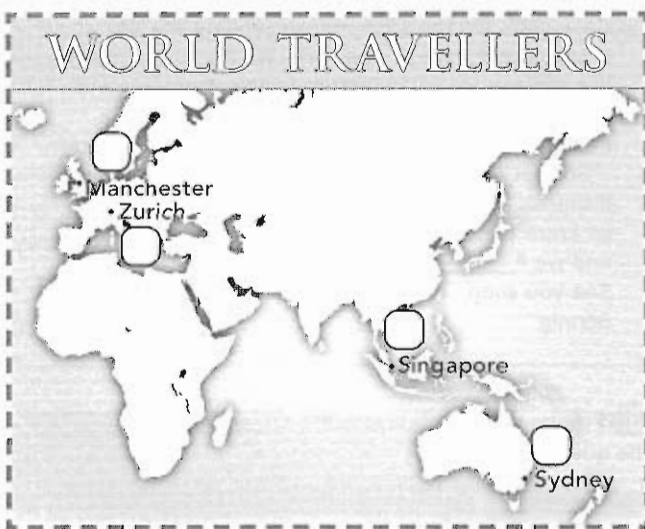 WORLD TRAVELLERS
Manchester
Zurich
Singapore
Sydney